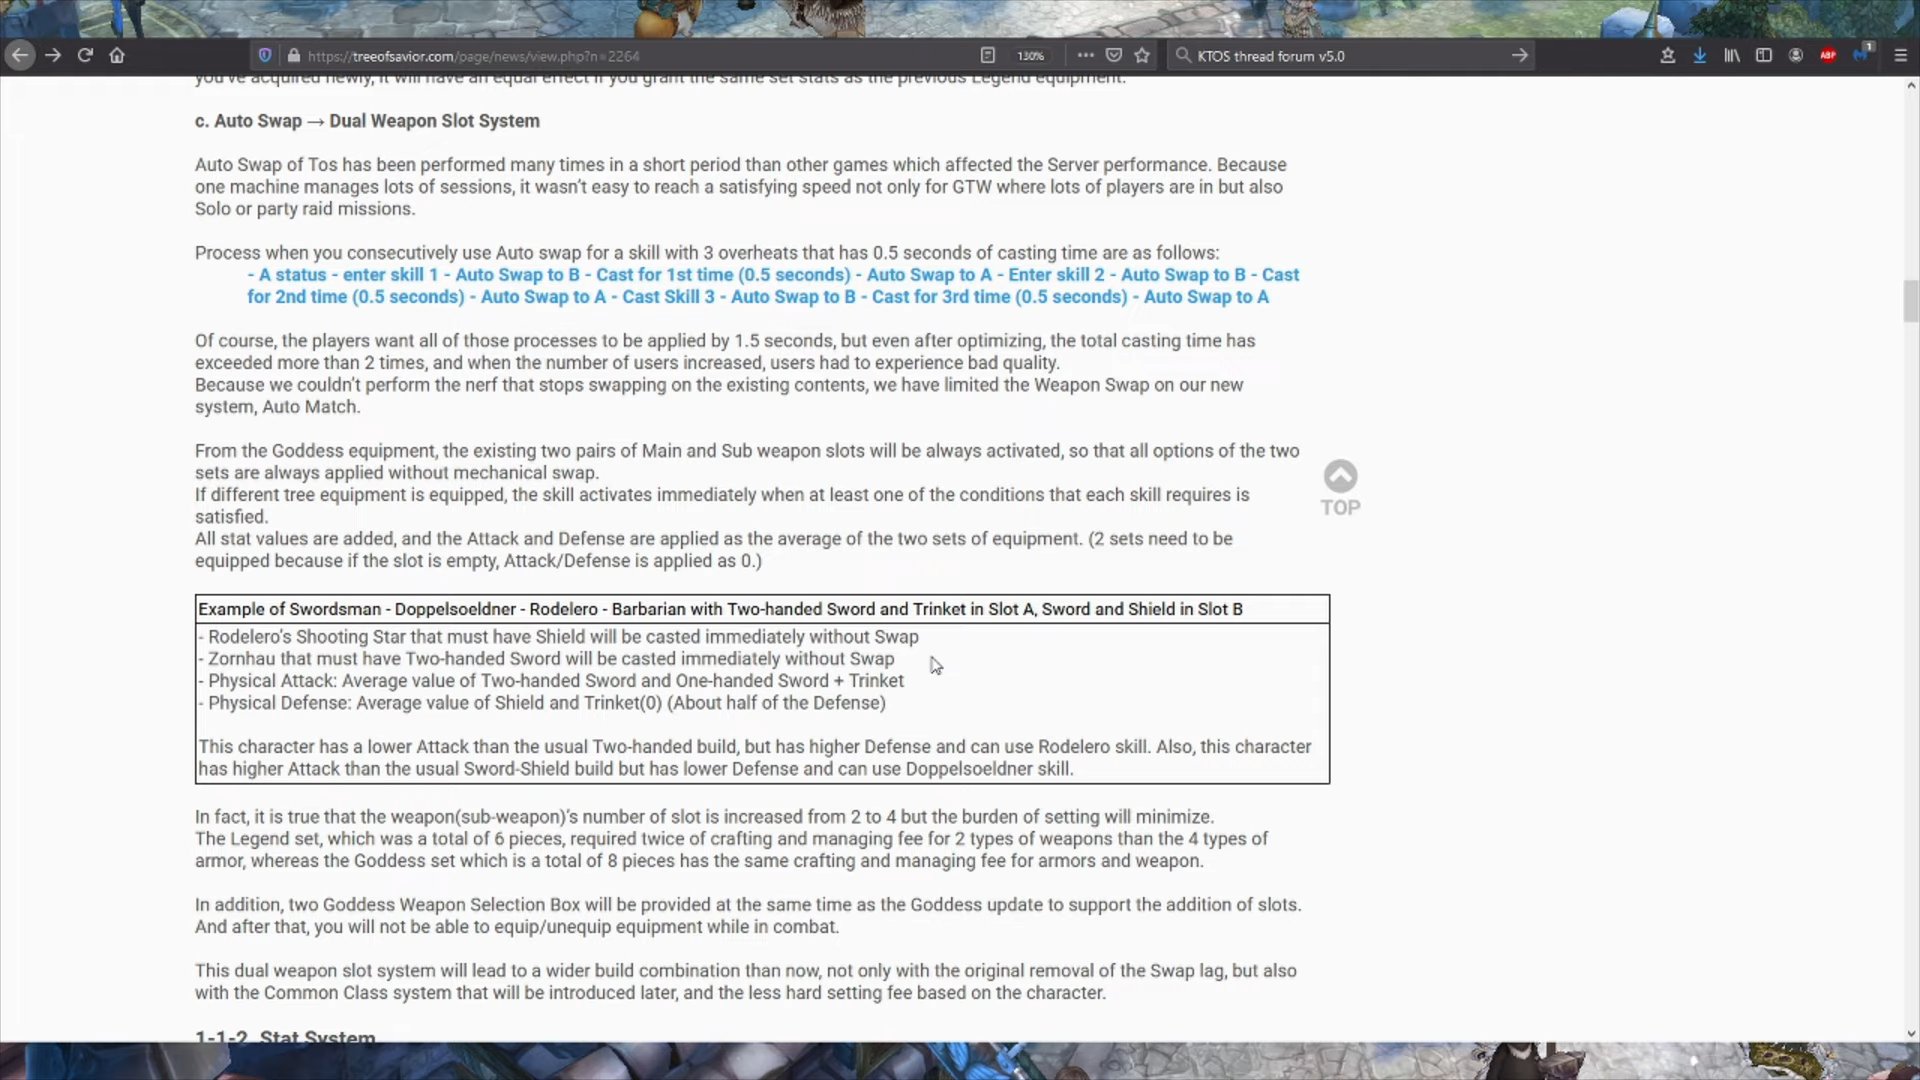 https://treeofsavior.com/page/news/view.php?n=2264
130%
KTOS thread forum v5.0
ABP
1
you've acquired newly, it will have an equal effect if you grant the same set stats as the previous Legend equipment.
c. Auto Swap → Dual Weapon Slot System
Auto Swap of Tos has been performed many times in a short period than other games which affected the Server performance. Because
one machine manages lots of sessions, it wasn't easy to reach a satisfying speed not only for GTW where lots of players are in but also
Solo or party raid missions.
Process when you consecutively use Auto swap for a skill with 3 overheats that has 0.5 seconds of casting time are as follows:
- A status - enter skill 1 - Auto Swap to B - Cast for 1st time (0.5 seconds) - Auto Swap to A - Enter skill 2 - Auto Swap to B - Cast
for 2nd time (0.5 seconds) - Auto Swap to A - Cast Skill 3 - Auto Swap to B - Cast for 3rd time (0.5 seconds) - Auto Swap to A
Of course, the players want all of those processes to be applied by 1.5 seconds, but even after optimizing, the total casting time has
exceeded more than 2 times, and when the number of users increased, users had to experience bad quality.
Because we couldn't perform the nerf that stops swapping on the existing contents, we have limited the Weapon Swap on our new
system, Auto Match.
From the Goddess equipment, the existing two pairs of Main and Sub weapon slots will be always activated, so that all options of the two
sets are always applied without mechanical swap.
If different tree equipment is equipped, the skill activates immediately when at least one of the conditions that each skill requires is
satisfied.
All stat values are added, and the Attack and Defense are applied as the average of the two sets of equipment. (2 sets need to be
equipped because if the slot is empty, Attack/Defense is applied as 0.)
TOP
Example of Swordsman - Doppelsoeldner - Rodelero - Barbarian with Two-handed Sword and Trinket in Slot A, Sword and Shield in Slot B
- Rodelero's Shooting Star that must have Shield will be casted immediately without Swap
- Zornhau that must have Two-handed Sword will be casted immediately without Swap
- Physical Attack: Average value of Two-handed Sword and One-handed Sword + Trinket
- Physical Defense: Average value of Shield and Trinket(0) (About half of the Defense)
This character has a lower Attack than the usual Two-handed build, but has higher Defense and can use Rodelero skill. Also, this character
has higher Attack than the usual Sword-Shield build but has lower Defense and can use Doppelsoeldner skill.
In fact, it is true that the weapon(sub-weapon)'s number of slot is increased from 2 to 4 but the burden of setting will minimize.
The Legend set, which was a total of 6 pieces, required twice of crafting and managing fee for 2 types of weapons than the 4 types of
armor, whereas the Goddess set which is a total of 8 pieces has the same crafting and managing fee for armors and weapon.
In addition, two Goddess Weapon Selection Box will be provided at the same time as the Goddess update to support the addition of slots.
And after that, you will not be able to equip/unequip equipment while in combat.
This dual weapon slot system will lead to a wider build combination than now, not only with the original removal of the Swap lag, but also
with the Common Class system that will be introduced later, and the less hard setting fee based on the character.
1-1-2. Stat System